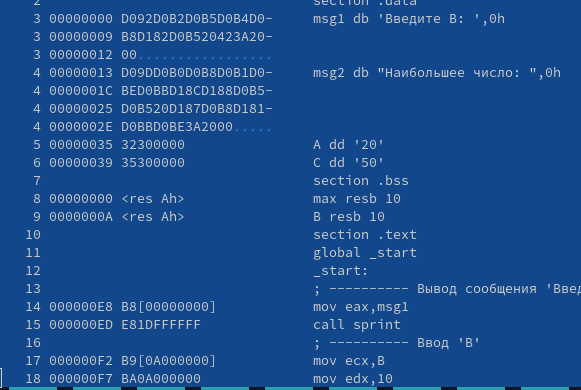 2 section .data
3 00000000 D092D0B2D0B5D0B4D0- msg1 db 'Введите В: ',0h
3 00000009 B8D182D0B520423A20-
3 00000012 00.................
4 00000013 D09DD0B0D0B8D0B1D0- msg2 db "Наибольшее число: ",0h
4 0000001C BED0BBD18CD188D0B5-
4 00000025 D0B520D187D0B8D181-
4 0000002E D0BBD0BE3A2000.....
5 00000035 32300000 A dd '20'
6 00000039 35300000 C dd '50'
7 section .bss
8 00000000 <res Ah> max resb 10
9 0000000A <res Ah> B resb 10
10 section .text
11 global _start
12 _start:
13 ; ---------- Вывод сообщения 'Введ
14 000000E8 B8[00000000] mov eax,msg1
15 000000ED E81DFFFFFF call sprint
16 ; ---------- Ввод 'B'
17 000000F2 B9[0A000000] mov ecx,B
18 000000F7 BA0A000000 mov edx,10